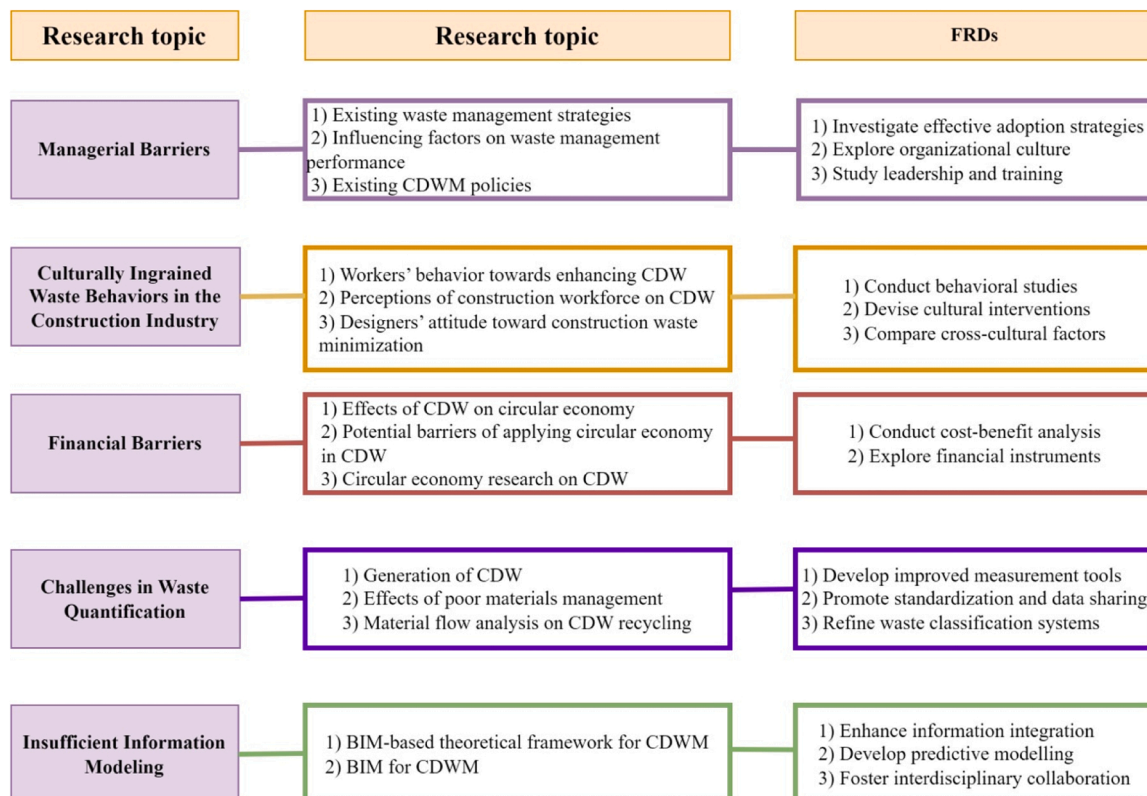 Research topic
Research topic
FRDs
Managerial Barriers
1) Existing waste management strategies
2) Influencing factors on waste management
performance
3) Existing CDWM policies
1) Investigate effective adoption strategies
2) Explore organizational culture
3) Study leadership and training
Culturally Ingrained
Waste Behaviors in the
Construction Industry
1) Workers’ behavior towards enhancing CDW
2) Perceptions of construction workforce on CDW
3) Designers’ attitude toward construction waste
minimization
1) Conduct behavioral studies
2) Devise cultural interventions
3) Compare cross-cultural factors
Financial Barriers
1) Effects of CDW on circular economy
2) Potential barriers of applying circular economy
in CDW
3) Circular economy research on CDW
1) Conduct cost-benefit analysis
2) Explore financial instruments
Challenges in Waste
Quantification
1) Generation of CDW
2) Effects of poor materials management
3) Material flow analysis on CDW recycling
1) Develop improved measurement tools
2) Promote standardization and data sharing
3) Refine waste classification systems
Insufficient Information
Modeling
1) BIM-based theoretical framework for CDWM
2) BIM for CDWM
1) Enhance information integration
2) Develop predictive modelling
3) Foster interdisciplinary collaboration